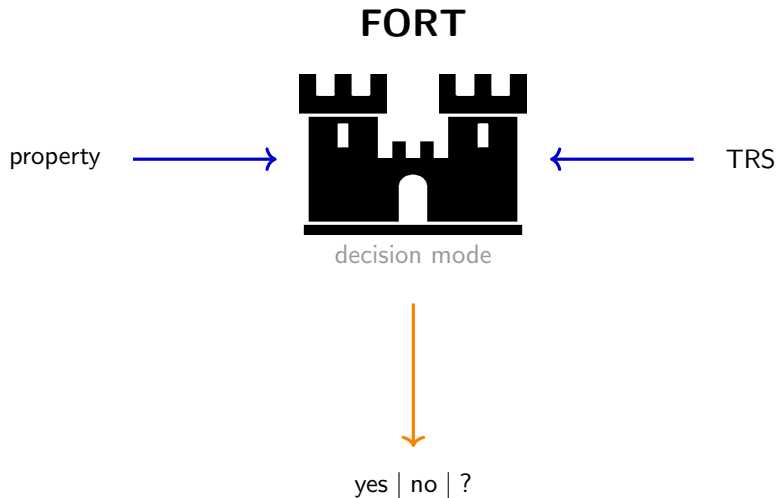 FORT
property
TRS
decision mode
yes | no | ?